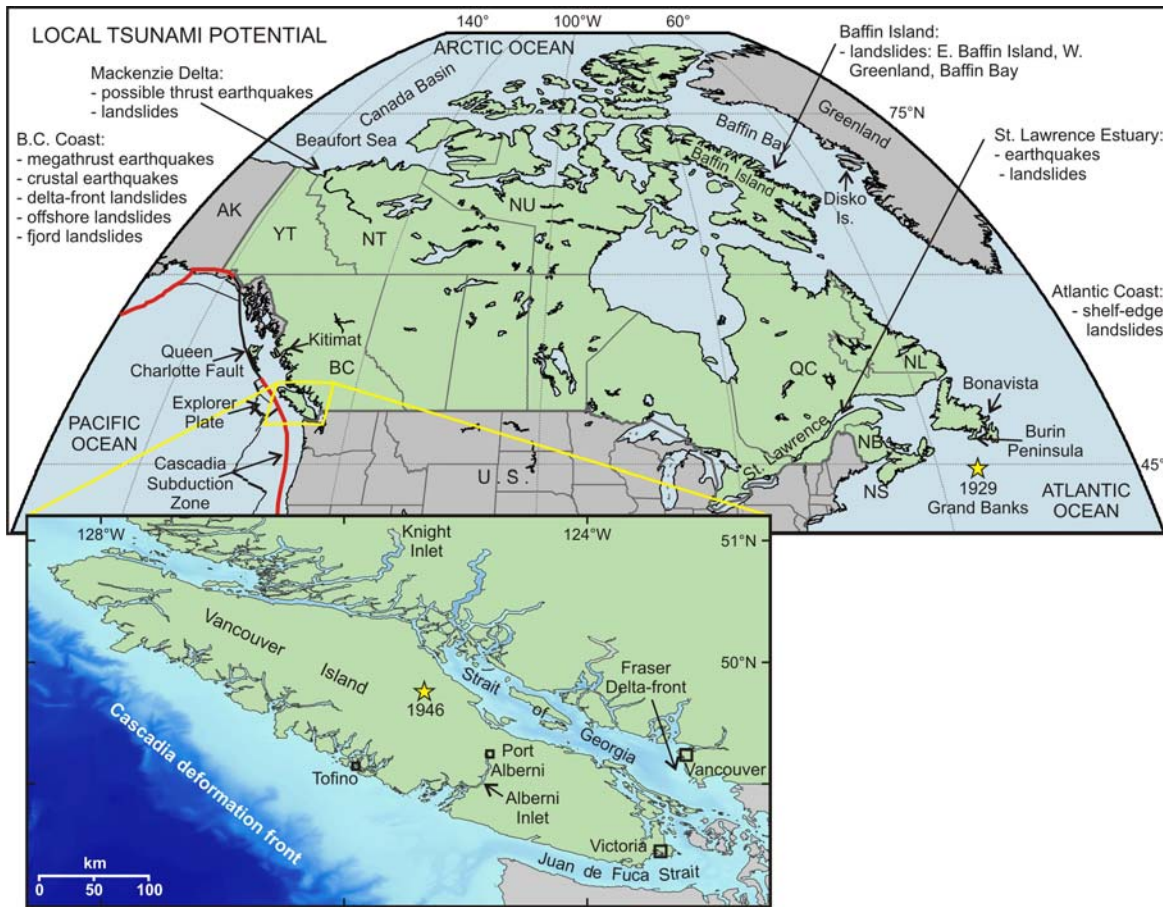 LOCAL TSUNAMI POTENTIAL
140°
100°W
60°
ARCTIC OCEAN
Mackenzie Delta:
- possible thrust earthquakes
- landslides
Baffin Island:
- landslides: E. Baffin Island, W.
Greenland, Baffin Bay
B.C. Coast:
- megathrust earthquakes
- crustal earthquakes
- delta-front landslides
- offshore landslides
- fjord landslides
Canada Basin
Beaufort Sea
Greenland
75°N
Baffin Bay
Baffin Island
Disko
Is.
St. Lawrence Estuary:
- earthquakes
- landslides
AK
YT
NT
NU
Atlantic Coast:
- shelf-edge
landslides
Queen
Charlotte Fault
Kitimat
BC
QC
NL
Bonavista
Explorer
Plate
PACIFIC
OCEAN
St. Lawrence
NB
Burin
Peninsula
Cascadia
Subduction
Zone
U.S.
NS
45°
1929
Grand Banks
ATLANTIC
OCEAN
128°W
124°W
51°N
Knight
Inlet
Vancouver
Island
50°N
Strait
of
Georgia
Fraser
Delta-front
1946
Cascadia deformation front
Tofino
Port
Alberni
Alberni
Inlet
Vancouver
Victoria
Juan de Fuca Strait
km
0 50 100